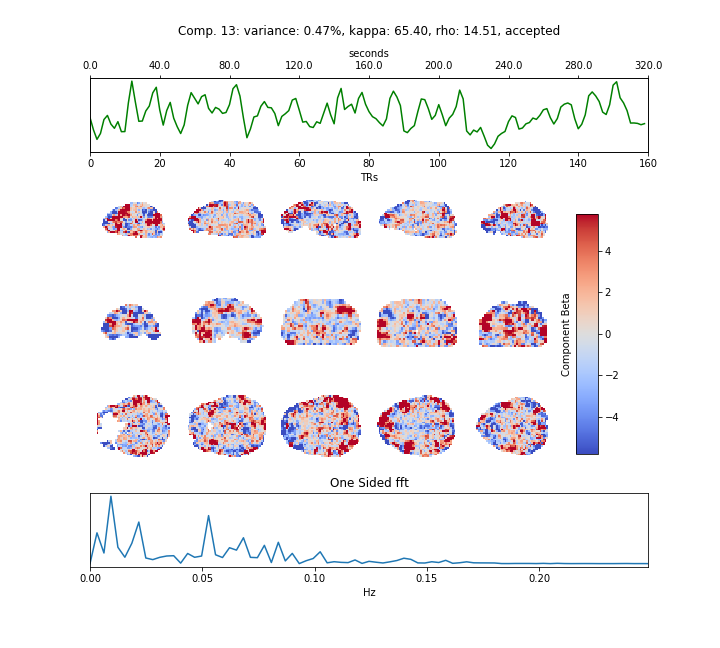 Comp. 13: variance: 0.47%, kappa: 65.40, rho: 14.51, accepted
seconds
0.0 40.0 80.0 120.0 160.0 200.0 240.0 280.0 320.0
0 20 40 60 80 100 120 140 160
TRs
4
2
0
−2
−4
Component Beta
One Sided fft
0.00 0.05 0.10 0.15 0.20
Hz